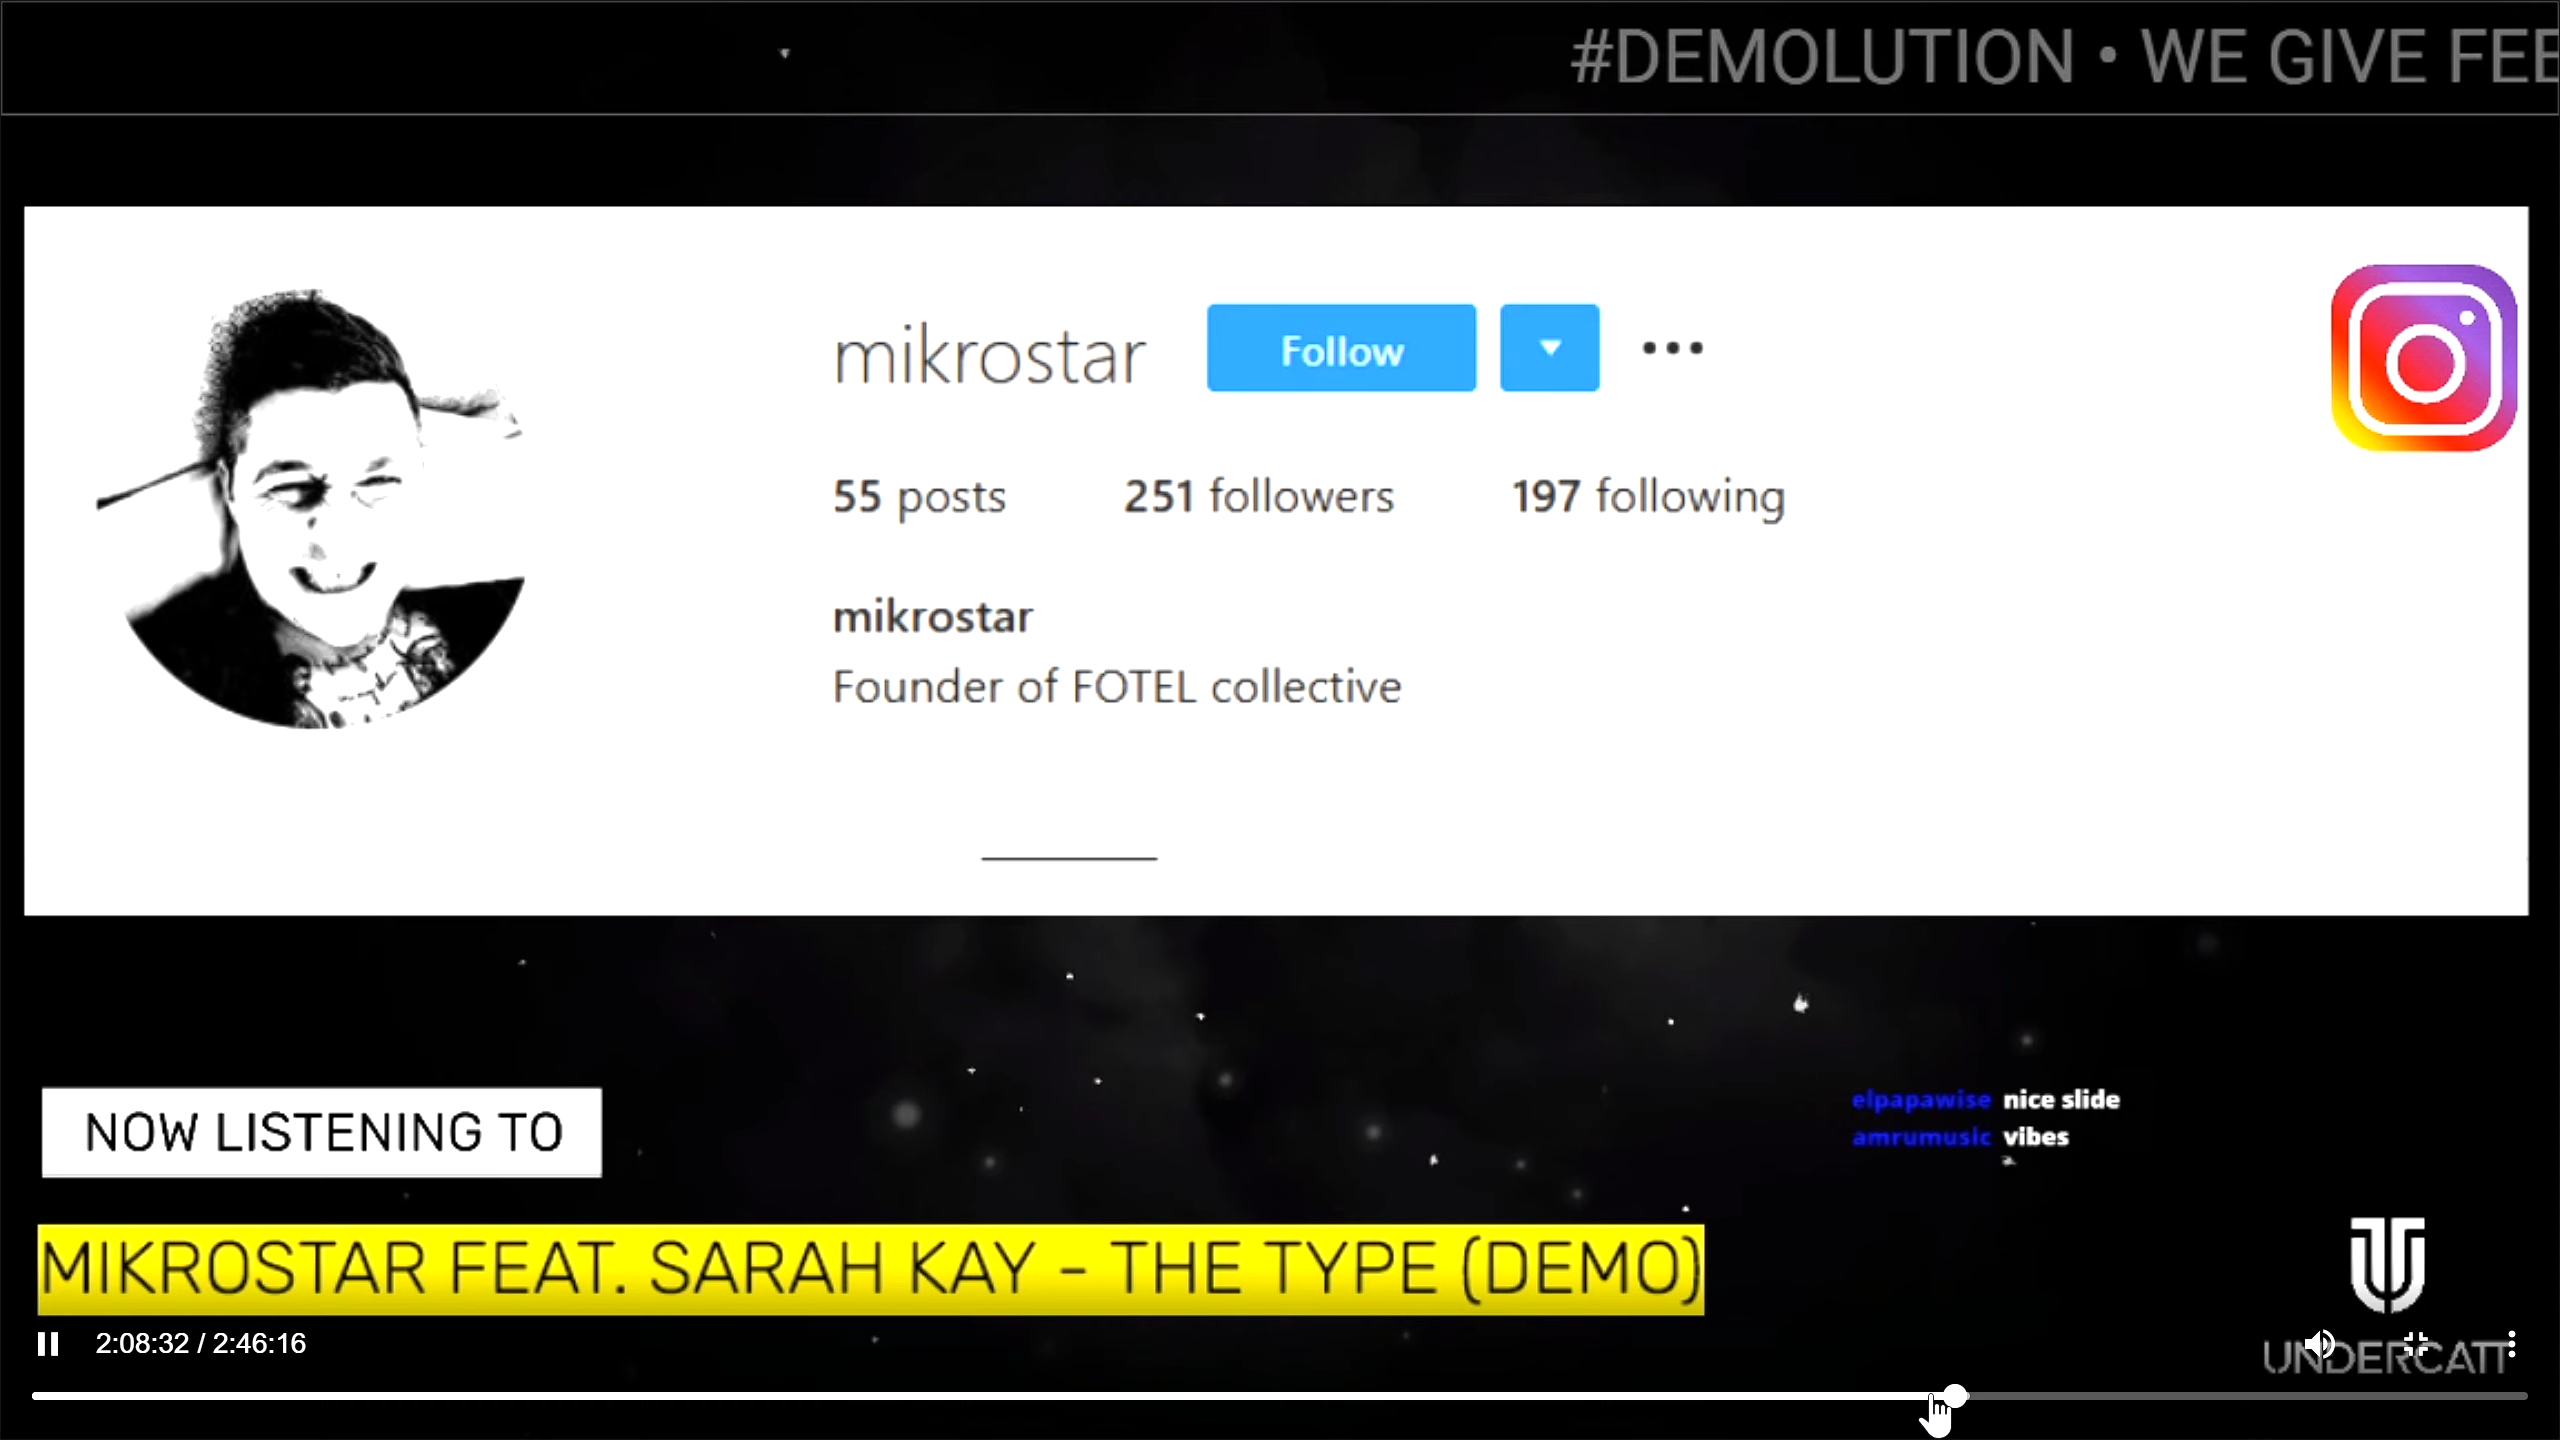 #DEMOLUTION • WE GIVE FEE
mikrostar Follow
55 posts 251 followers 197 following
mikrostar
Founder of FOTEL collective
NOW LISTENING TO
elpapawise nice slide
amrumusic vibes
MIKROSTAR FEAT. SARAH KAY - THE TYPE (DEMO)
2:08:32 / 2:46:16
UNDERCATT